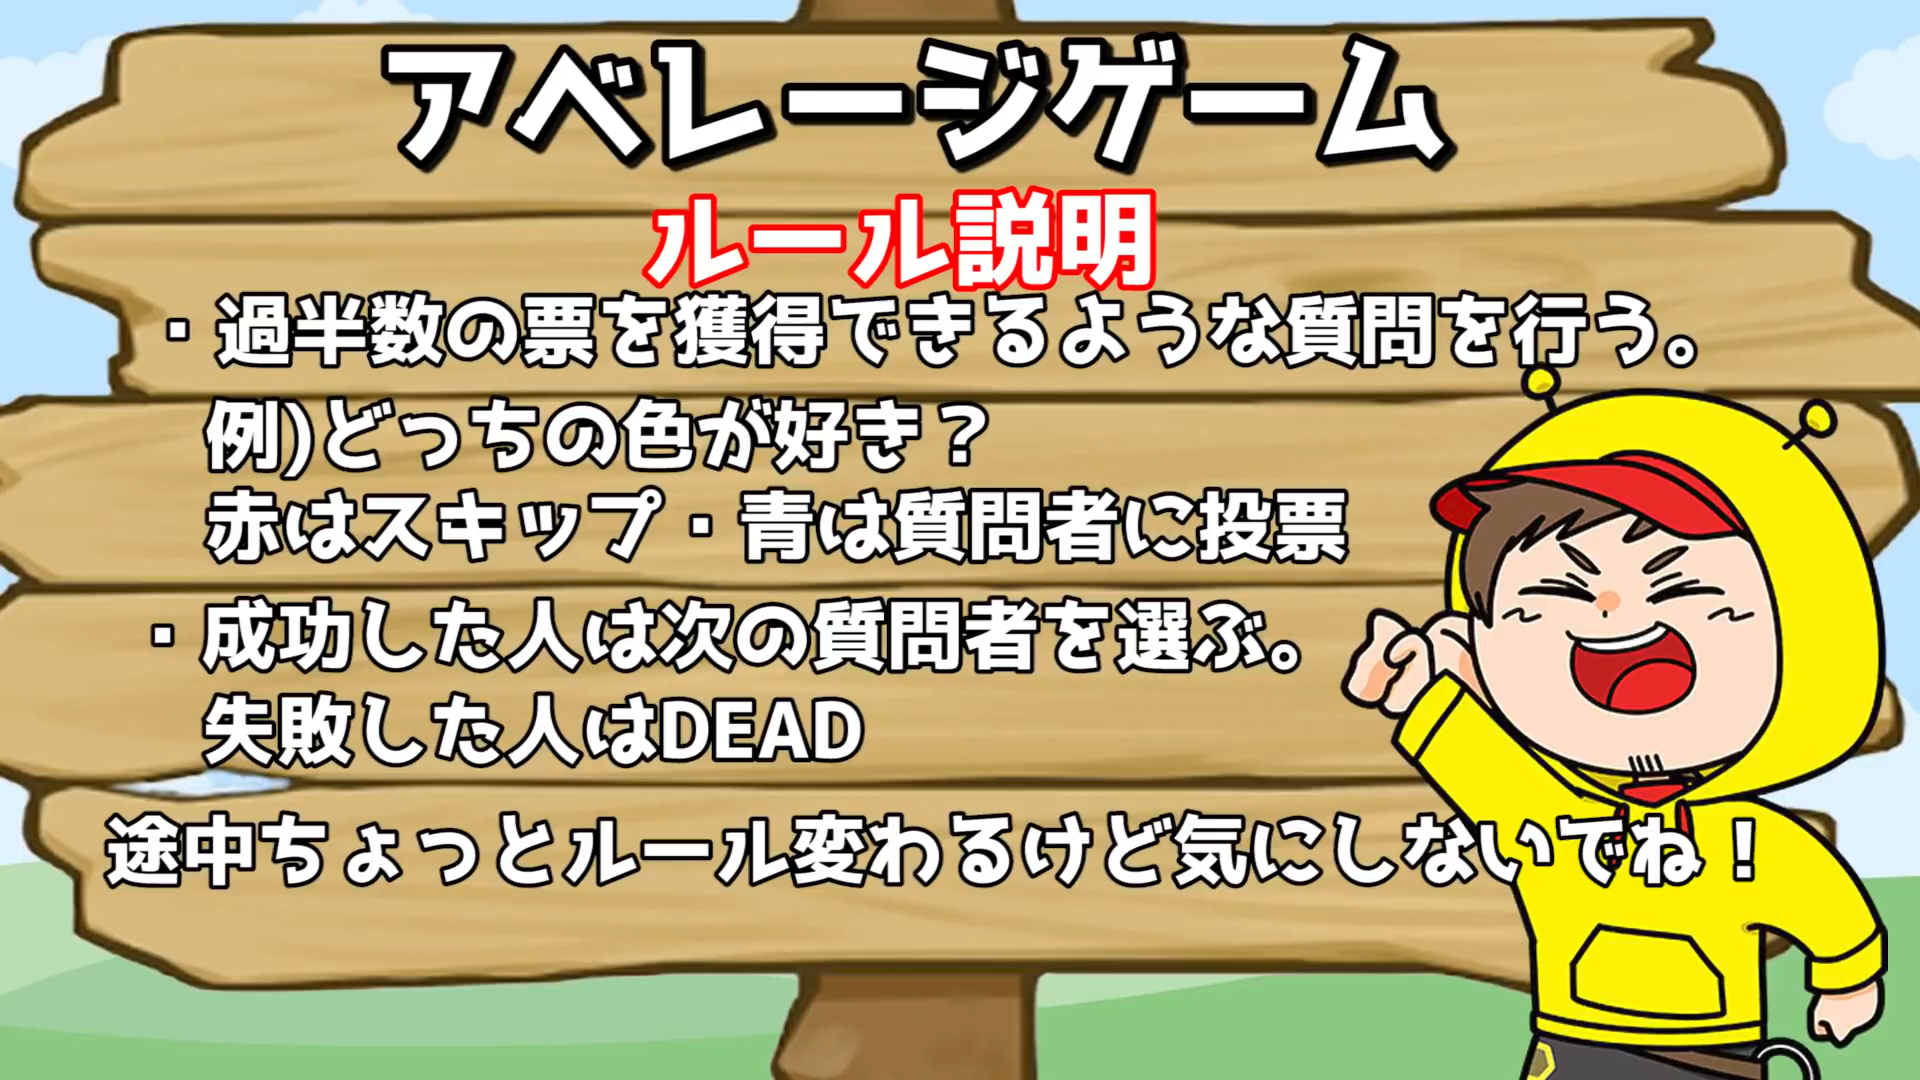 アベレージゲーム
ルール説明
・過半数の票を獲得できるような質問を行う。
例)どっちの色が好き？
赤はスキップ・青は質問者に投票
・成功した人は次の質問者を選ぶ。
失敗した人はDEAD
途中ちょっとルール変わるけど気にしないでね！